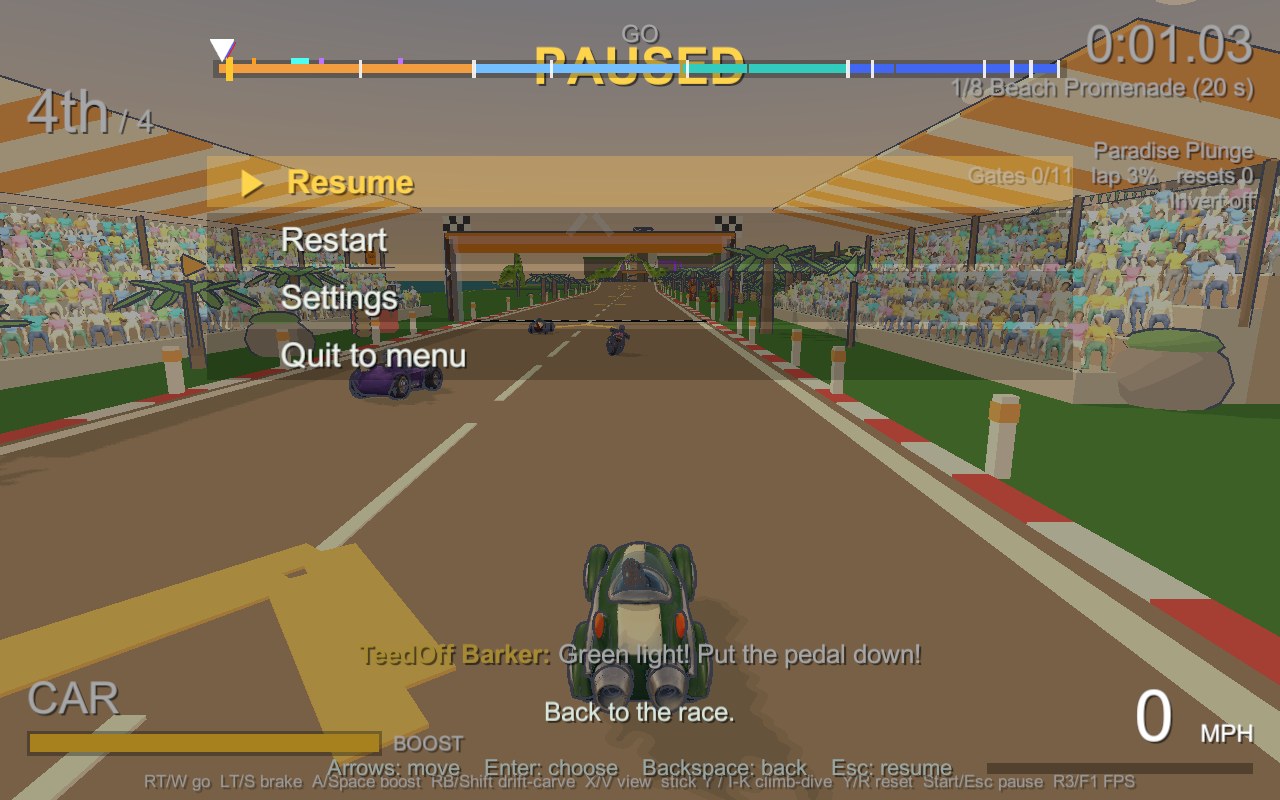 GO
PAUSED
0:01.03
1/8 Beach Promenade (20 s)
4th / 4
Paradise Plunge
Gates 0/11 lap 3% resets 0
Invert off
Resume
Restart
Settings
Quit to menu
TeedOff Barker: Green light! Put the pedal down!
CAR
Back to the race.
0 MPH
BOOST
Arrows: move Enter: choose Backspace: back Esc: resume
RT/W go LT/S brake A/Space boost RB/Shift drift-carve X/V view stick Y / I-K climb-dive Y/R reset Start/Esc pause R3/F1 FPS